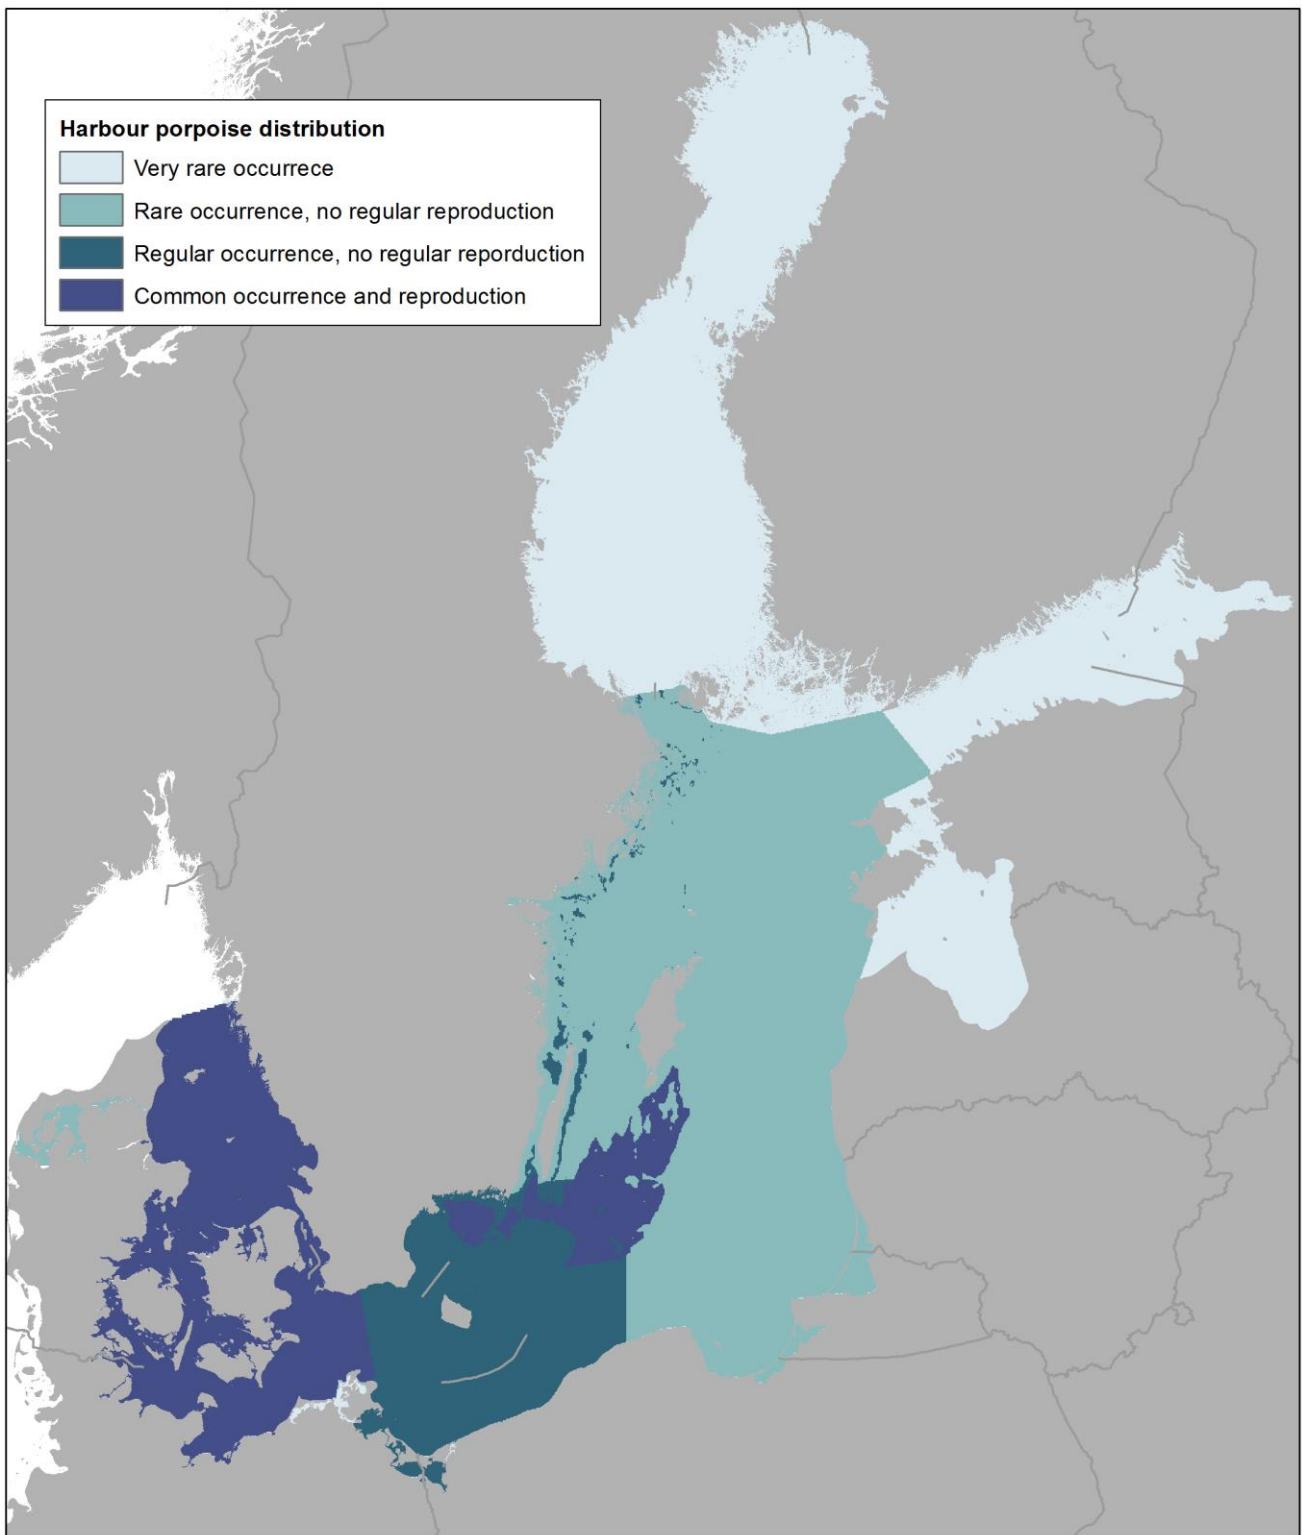 Harbour porpoise distribution
Very rare occurrece
Rare occurrence, no regular reproduction
Regular occurrence, no regular reporduction
Common occurrence and reproduction